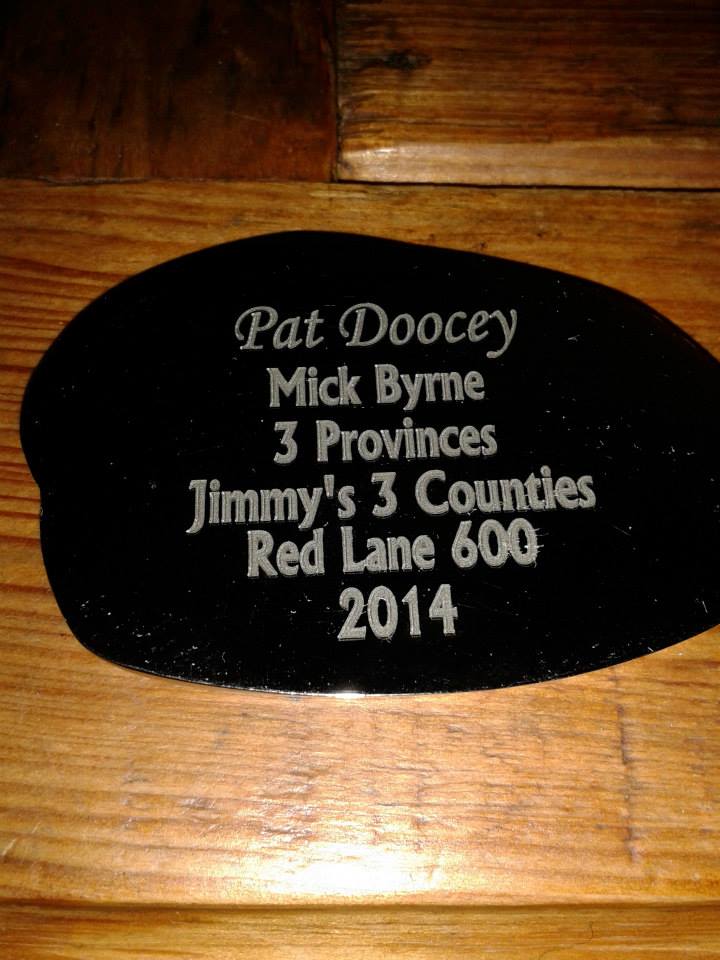 Pat Doocey
Mick Byrne
3 Provinces
Jimmy's 3 Counties
Red Lane 600
2014